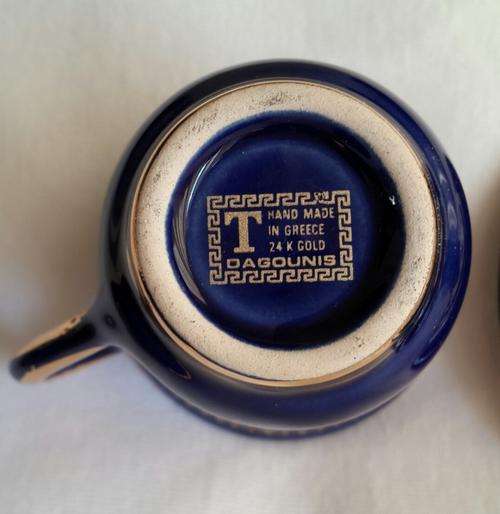 T HAND MADE
IN GREECE
24 K GOLD
DAGOUNIS